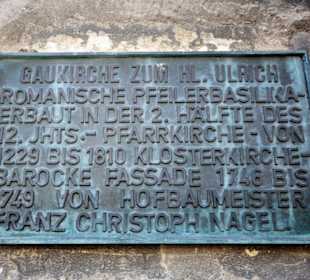 GAUKIRCHE ZUM HL. ULRICH
ROMANISCHE PFEILERBASILIKA-
ERBAUT IN DER 2. HÄLFTE DES
12. JHTS.- PFARRKIRCHE - VON
1229 BIS 1810 KLOSTERKIRCHE-
BAROCKE FASSADE 1746 BIS
1749 VON HOFBAUMEISTER
FRANZ CHRISTOPH NAGEL.